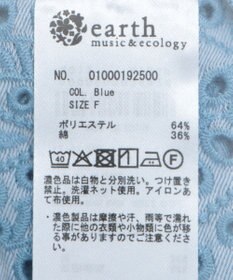 earth
music&ecology
NO. 01000192500
COL. Blue
SIZE F
ポリエステル 64%
綿 36%
40
F
濃色品は白物と分別洗い。つけ置き
禁止。洗濯ネット使用。アイロンあ
て布使用。
・濃色製品は摩擦や汗、雨等で濡れ
た際に他の衣類や小物類に色が移
る事がありますのでご注意くださ
い。